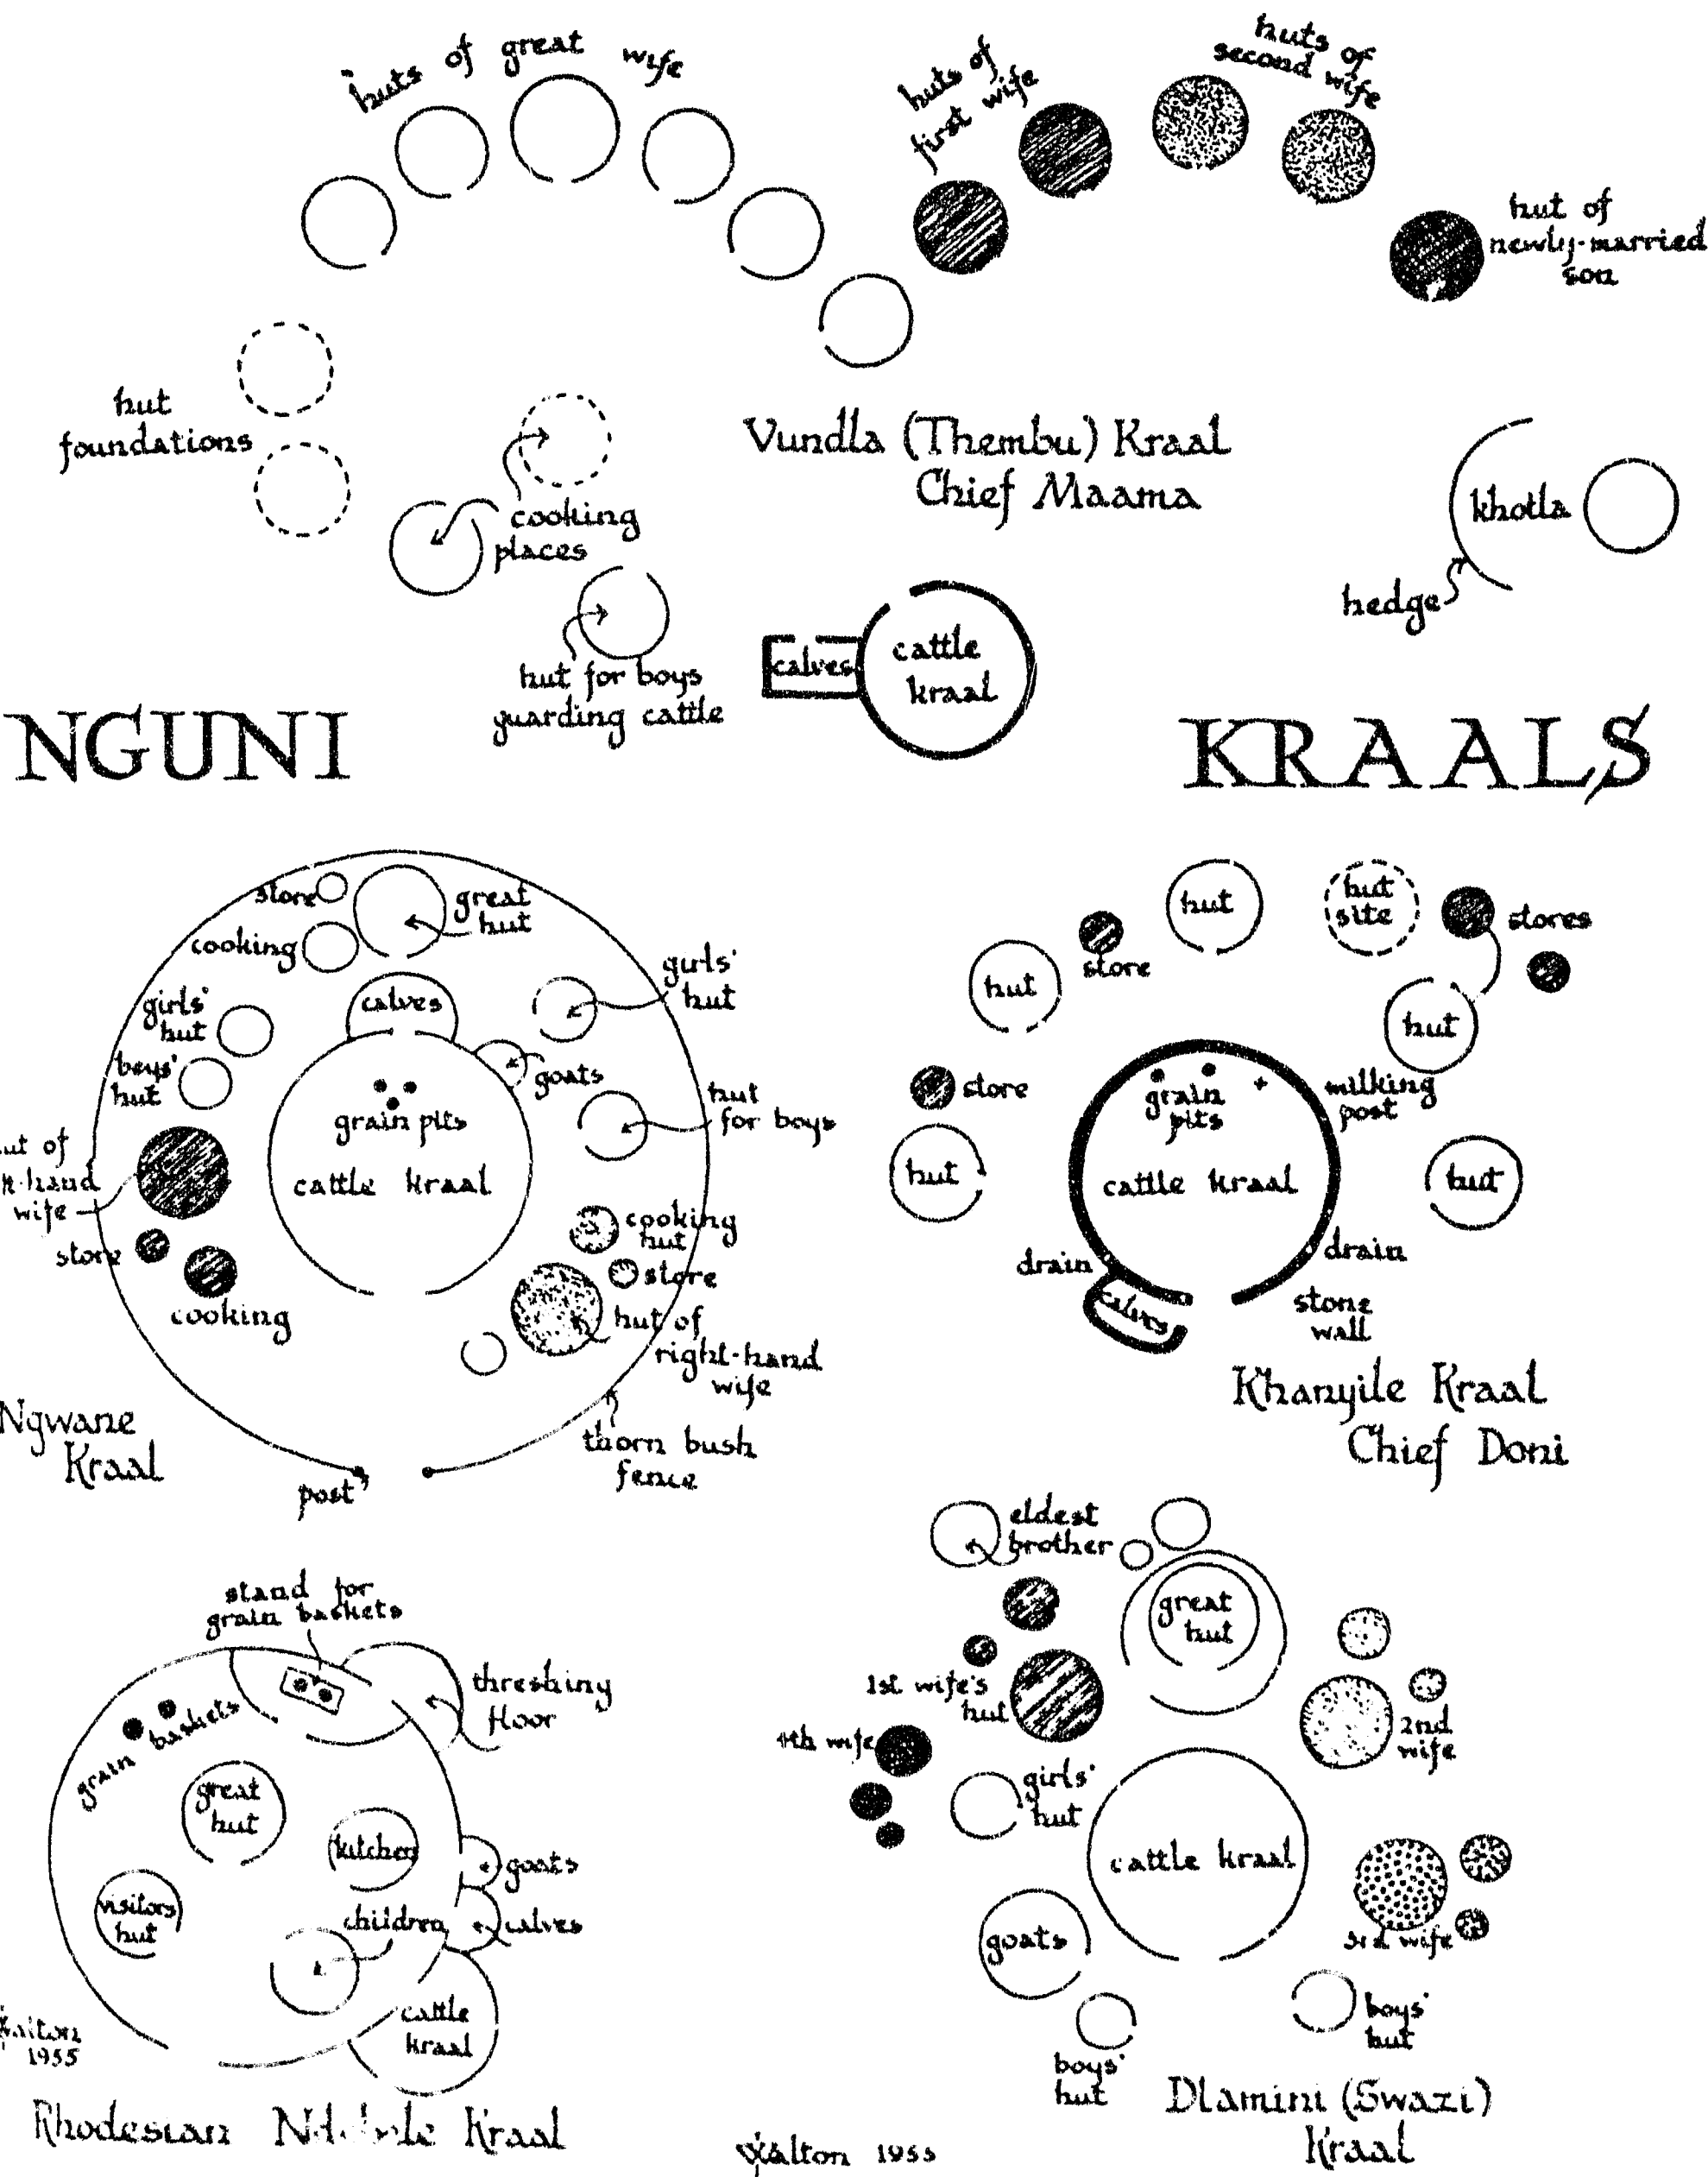 huts of great wife
huts of
first wife
huts of
second wife
hut of
newly-married
son
hut
foundations
cooking
places
Vundla (Thembu) Kraal
Chief Maama
khotla
hedge
hut for boys
guarding cattle
calves
cattle
kraal
NGUNI KRAALS
store
great
hut
cooking
girls'
hut
calves
girls'
hut
boys'
hut
goats
grain pits
hut
for boys
ut of
hand
wife
cattle kraal
store
cooking
cooking
hut
store
hut of
right-hand
wife
Ngwane
Kraal
post
thorn bush
fence
hut
store
hut
hut
site
stores
hut
store
grain
pits
milking
post
hut
cattle kraal
hut
drain
drain
calves
stone
wall
Khanyile Kraal
Chief Doni
stand for
grain baskets
threshing
floor
grain baskets
great
hut
kitchen
goats
visitors
hut
children
calves
cattle
kraal
Walton
1955
Rhodesian Ndebele Kraal
eldest
brother
great
hut
1st wife's
hut
4th wife
2nd
wife
girls'
hut
cattle kraal
goats
3rd wife
boys'
hut
boys'
hut
Dlamini (Swazi)
Kraal
Walton 1955